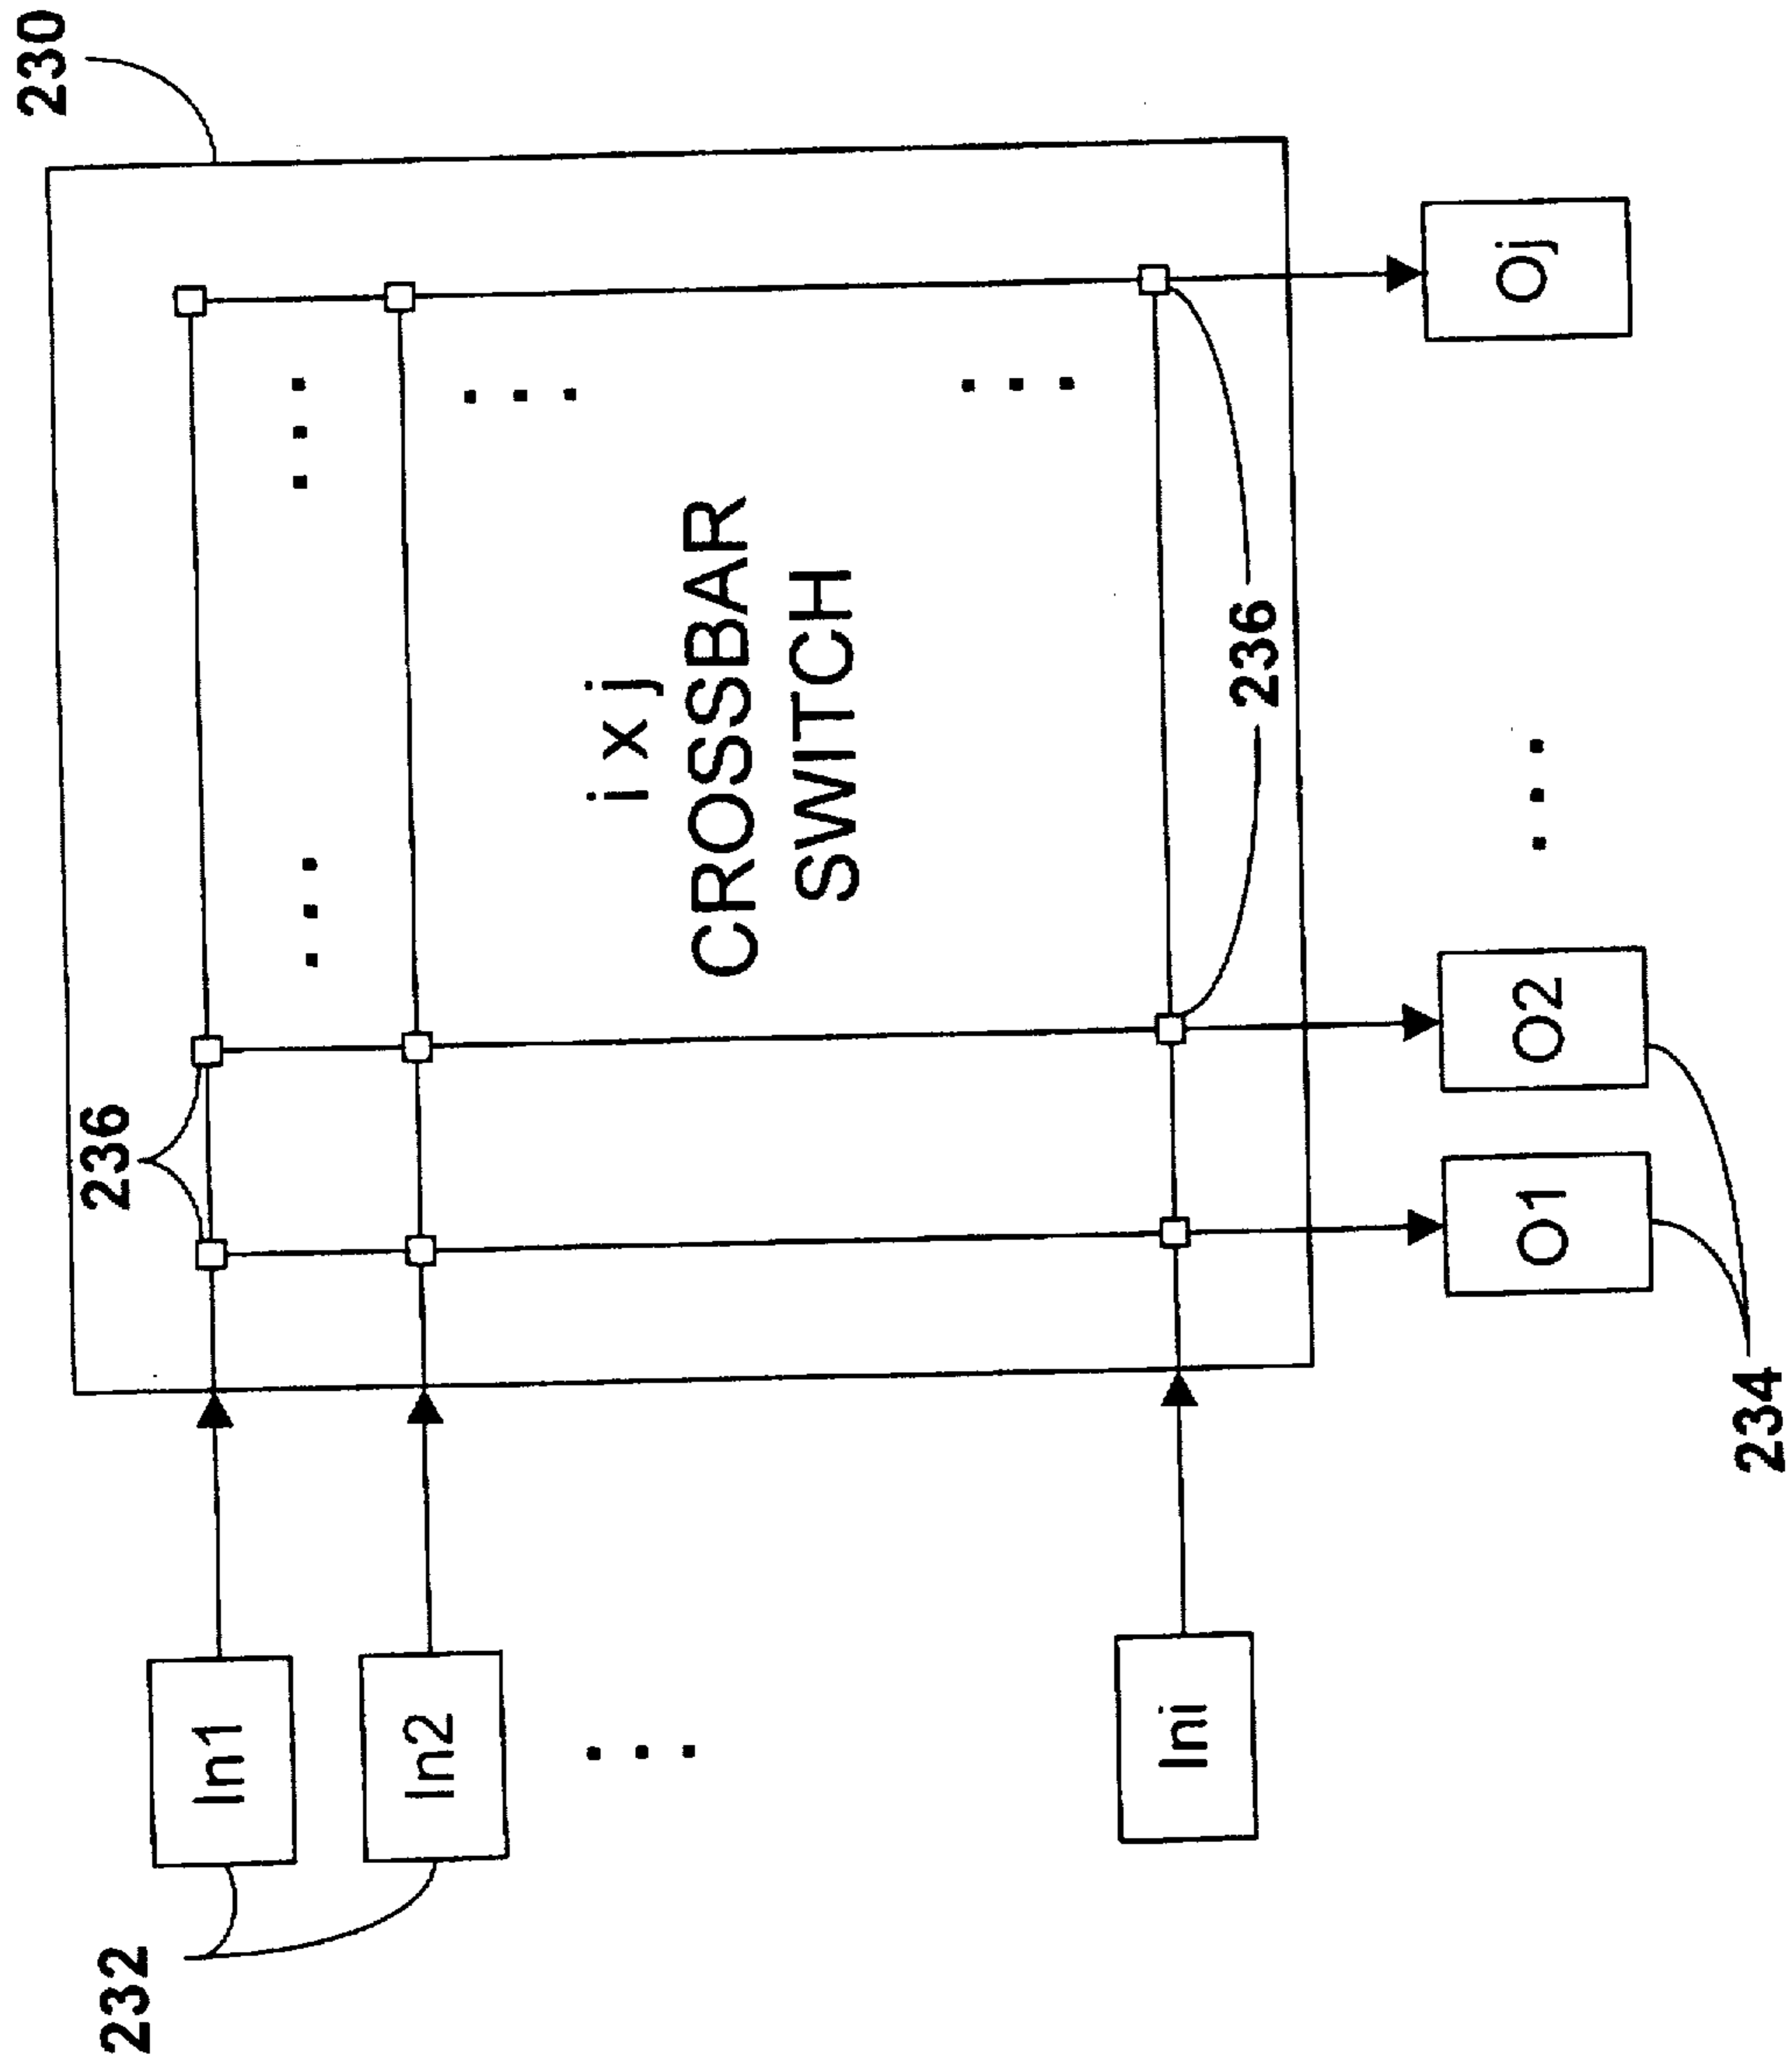 230
236
In1
In2
Ini
232
i x j
CROSSBAR
SWITCH
236
O1
O2
Oj
234